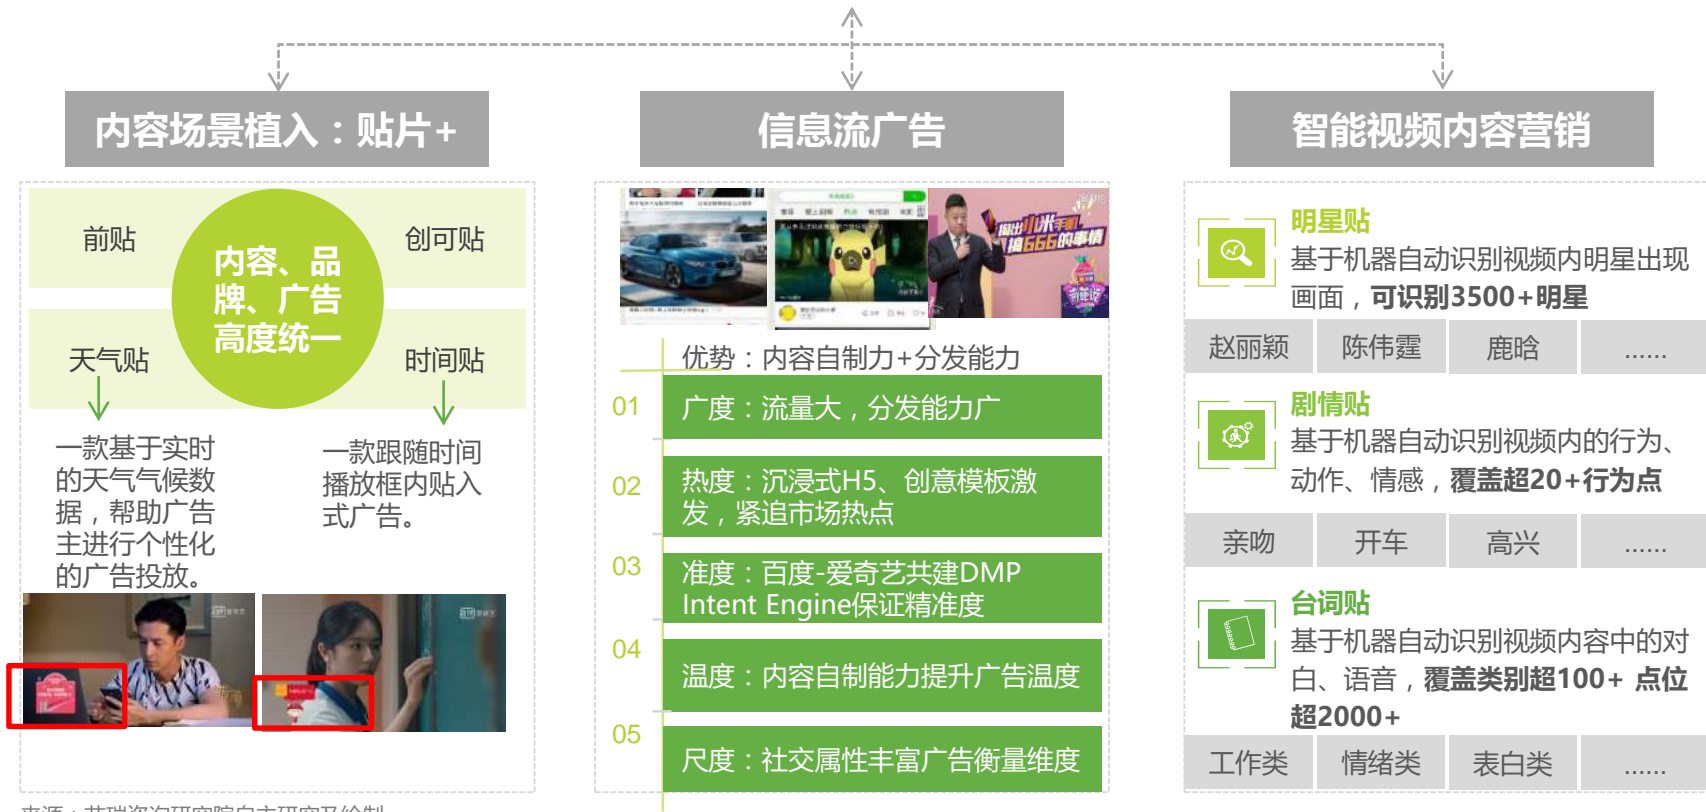 内容场景植入：贴片+
前贴
创可贴
内容、品
牌、广告
高度统一
天气贴
时间贴
一款基于实时
的天气气候数
据，帮助广告
主进行个性化
的广告投放。
一款跟随时间
播放框内贴入
式广告。
信息流广告
掏出小米手机
搞666的事情
优势：内容自制力+分发能力
01
广度：流量大，分发能力广
02
热度：沉浸式H5、创意模板激
发，紧追市场热点
03
准度：百度-爱奇艺共建DMP
Intent Engine保证精准度
04
温度：内容自制能力提升广告温度
05
尺度：社交属性丰富广告衡量维度
智能视频内容营销
明星贴
基于机器自动识别视频内明星出现
画面，可识别3500+明星
赵丽颖
陈伟霆
鹿晗
……
剧情贴
基于机器自动识别视频内的行为、
动作、情感，覆盖超20+行为点
亲吻
开车
高兴
……
台词贴
基于机器自动识别视频内容中的对
白、语音，覆盖类别超100+ 点位
超2000+
工作类
情绪类
表白类
……